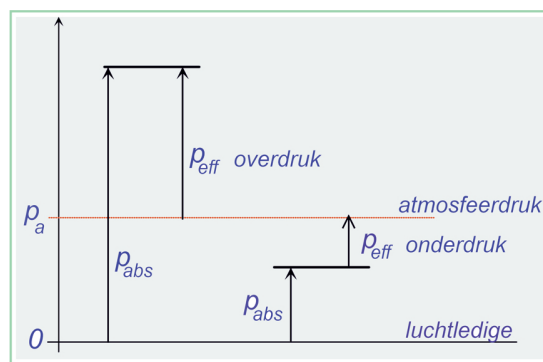 p_eff overdruk
p_a
atmosfeerdruk
p_eff onderdruk
p_abs
p_abs
0
luchtledige